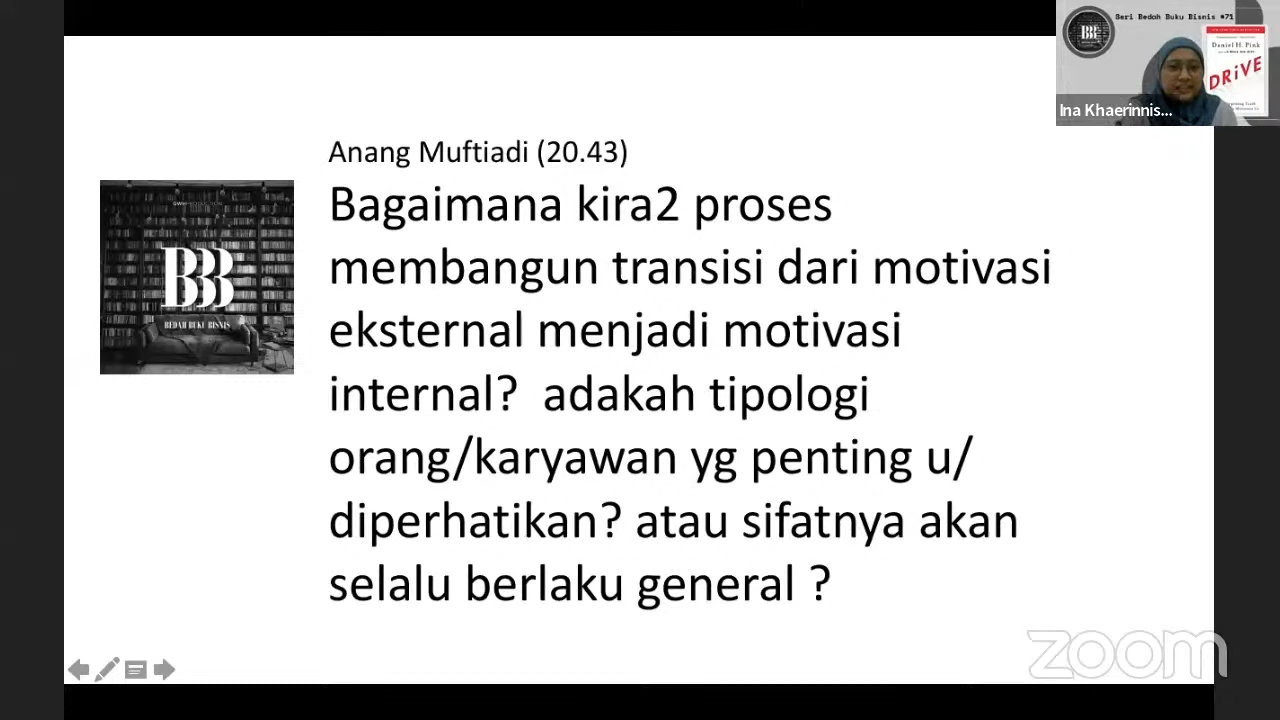 Seri Bedah Buku Bisnis #71
BBB
Daniel H. Pink
DRiVE
Ina Khaerinnis...
Anang Muftiadi (20.43)
Bagaimana kira2 proses
membangun transisi dari motivasi
eksternal menjadi motivasi
internal? adakah tipologi
orang/karyawan yg penting u/
diperhatikan? atau sifatnya akan
selalu berlaku general ?
BBB
BEDAH BUKU BISNIS
zoom